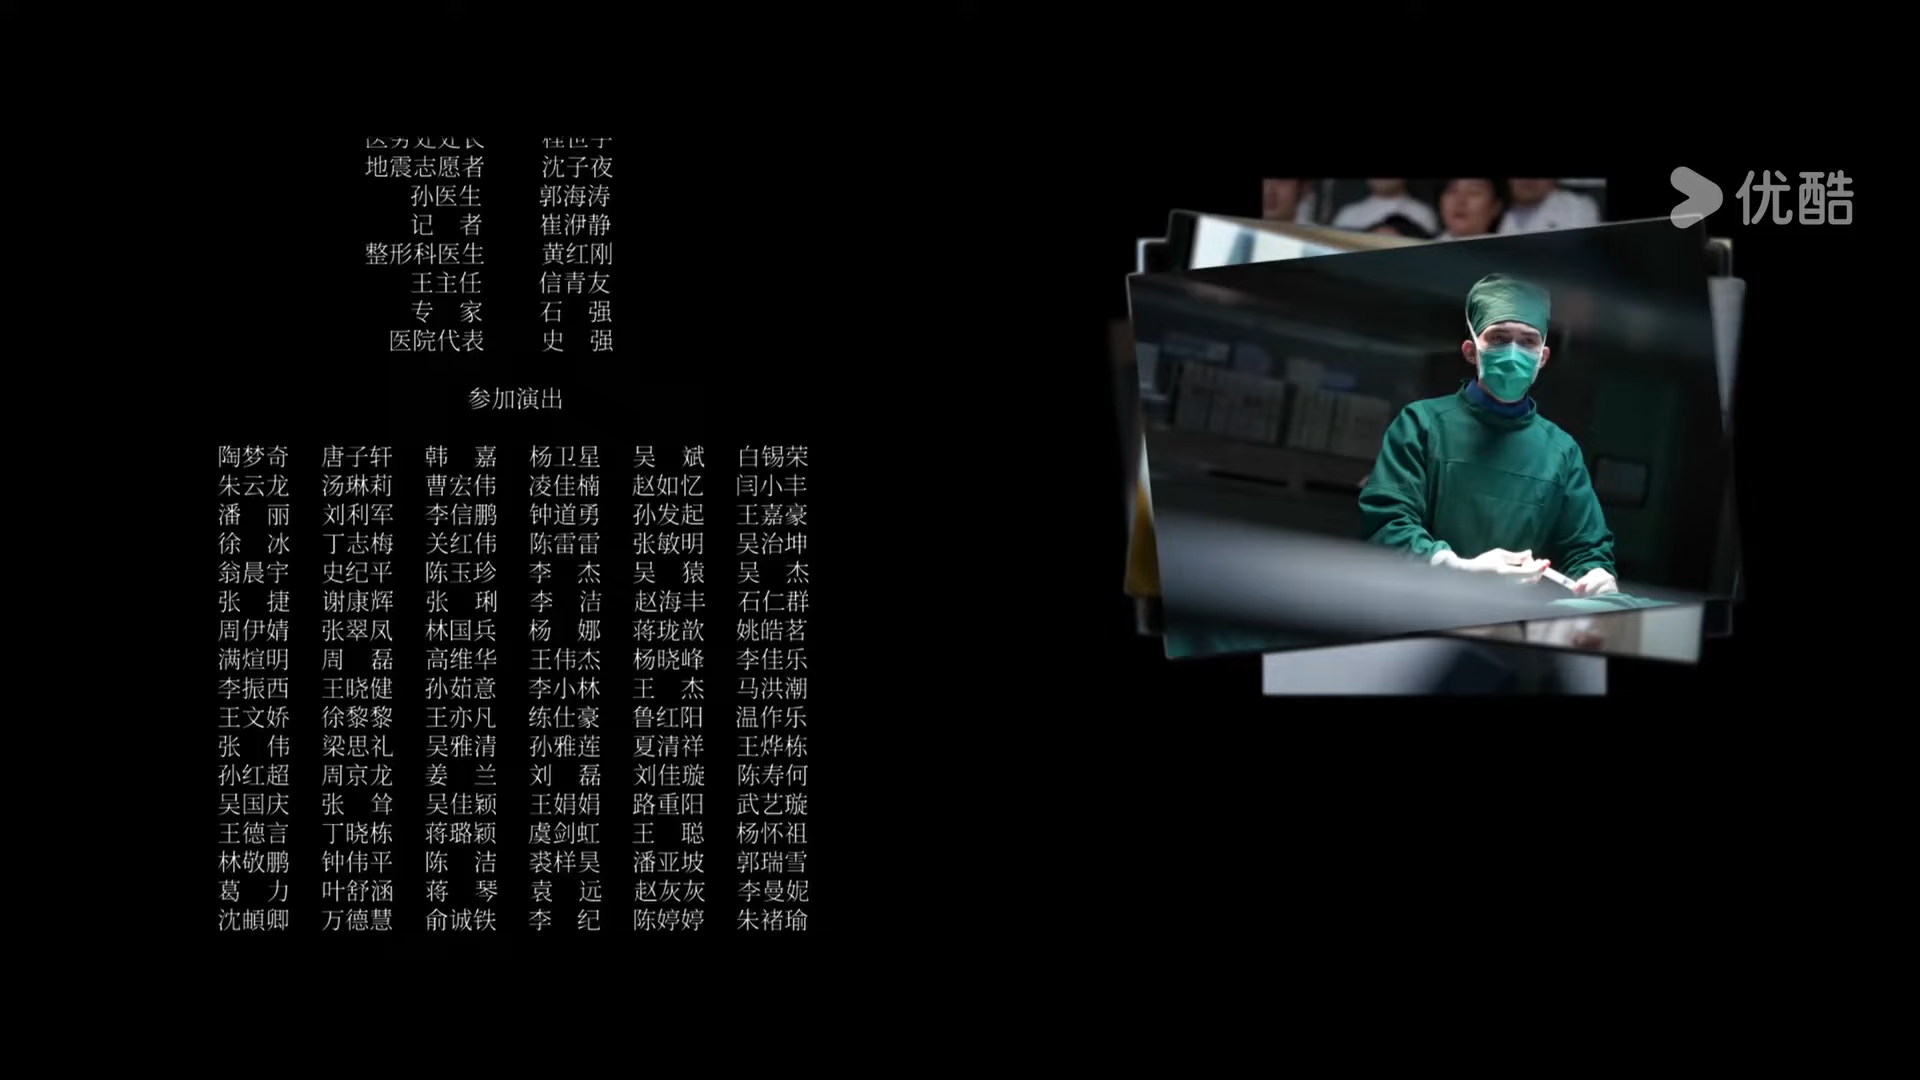 地震志愿者 沈子夜
孙医生 郭海涛
记 者 崔洢静
整形科医生 黄红刚
王主任 信青友
专 家 石 强
医院代表 史 强
优酷
参加演出
陶梦奇 唐子轩 韩 嘉 杨卫星 吴 斌 白锡荣
朱云龙 汤琳莉 曹宏伟 凌佳楠 赵如忆 闫小丰
潘 丽 刘利军 李信鹏 钟道勇 孙发起 王嘉豪
徐 冰 丁志梅 关红伟 陈雷雷 张敏明 吴治坤
翁晨宇 史纪平 陈玉珍 李 杰 吴 猿 吴 杰
张 捷 谢康辉 张 琍 李 洁 赵海丰 石仁群
周伊婧 张翠凤 林国兵 杨 娜 蒋珑歆 姚皓茗
满煊明 周 磊 高维华 王伟杰 杨晓峰 李佳乐
李振西 王晓健 孙茹意 李小林 王 杰 马洪潮
王文娇 徐黎黎 王亦凡 练仕豪 鲁红阳 温作乐
张 伟 梁思礼 吴雅清 孙雅莲 夏清祥 王烨栋
孙红超 周京龙 姜 兰 刘 磊 刘佳璇 陈寿何
吴国庆 张 耸 吴佳颖 王娟娟 路重阳 武艺璇
王德言 丁晓栋 蒋璐颖 虞剑虹 王 聪 杨怀祖
林敬鹏 钟伟平 陈 洁 裘样昊 潘亚坡 郭瑞雪
葛 力 叶舒涵 蒋 琴 袁 远 赵灰灰 李曼妮
沈 卿 万德慧 俞诚铁 李 纪 陈婷婷 朱褚瑜